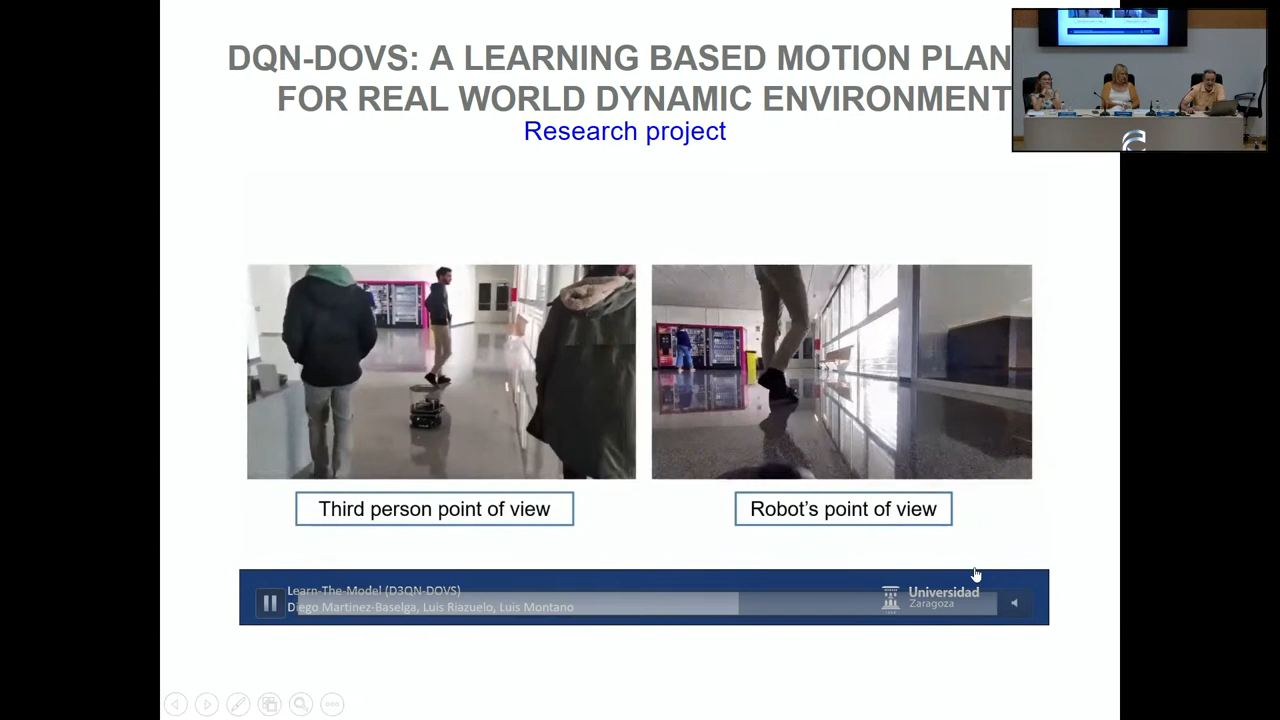 DQN-DOVS: A LEARNING BASED MOTION PLAN
FOR REAL WORLD DYNAMIC ENVIRONMENT
Research project
Third person point of view
Robot's point of view
Learn-The-Model (D3QN-DOVS)
Diego Martinez-Baselga, Luis Riazuelo, Luis Montano
Universidad
Zaragoza